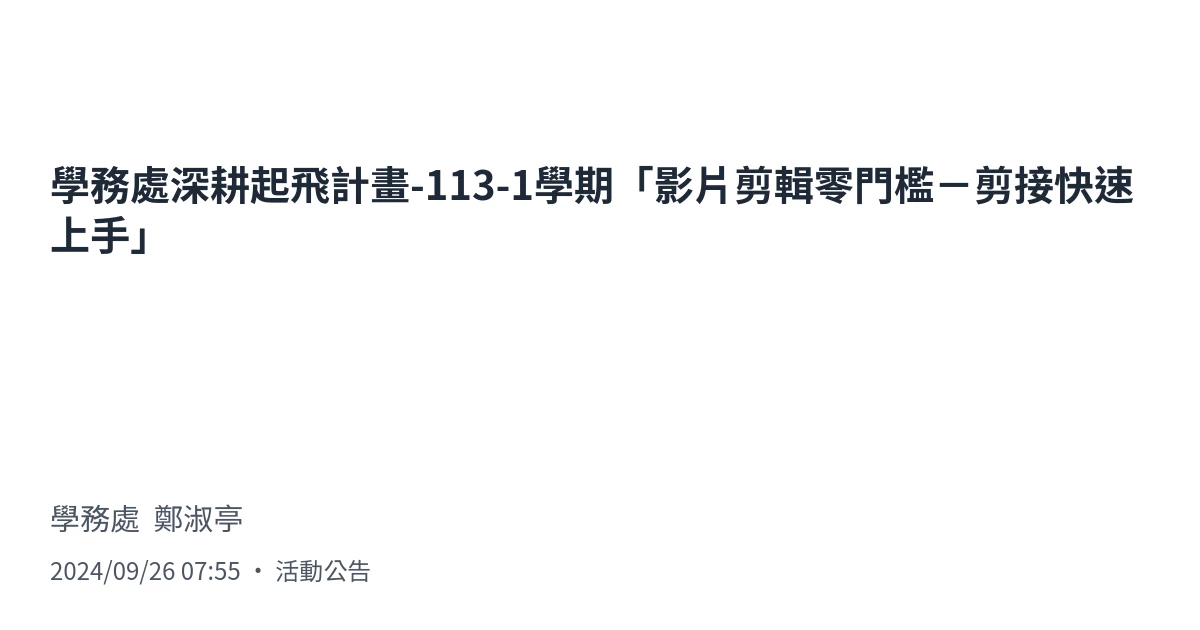 學務處深耕起飛計畫-113-1學期「影片剪輯零門檻－剪接快速
上手」
學務處 鄭淑亭
2024/09/26 07:55 • 活動公告